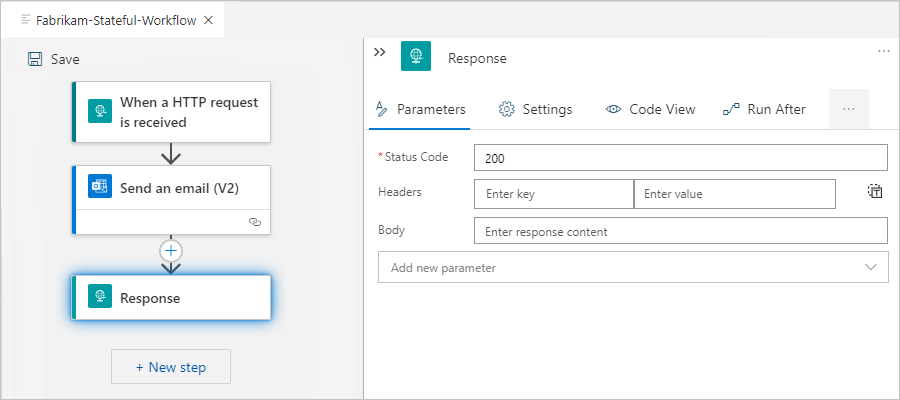 Fabrikam-Stateful-Workflow
Save
When a HTTP request
is received
Send an email (V2)
Response
+ New step
Response
Parameters Settings Code View Run After
*Status Code 200
Headers Enter key Enter value
Body Enter response content
Add new parameter